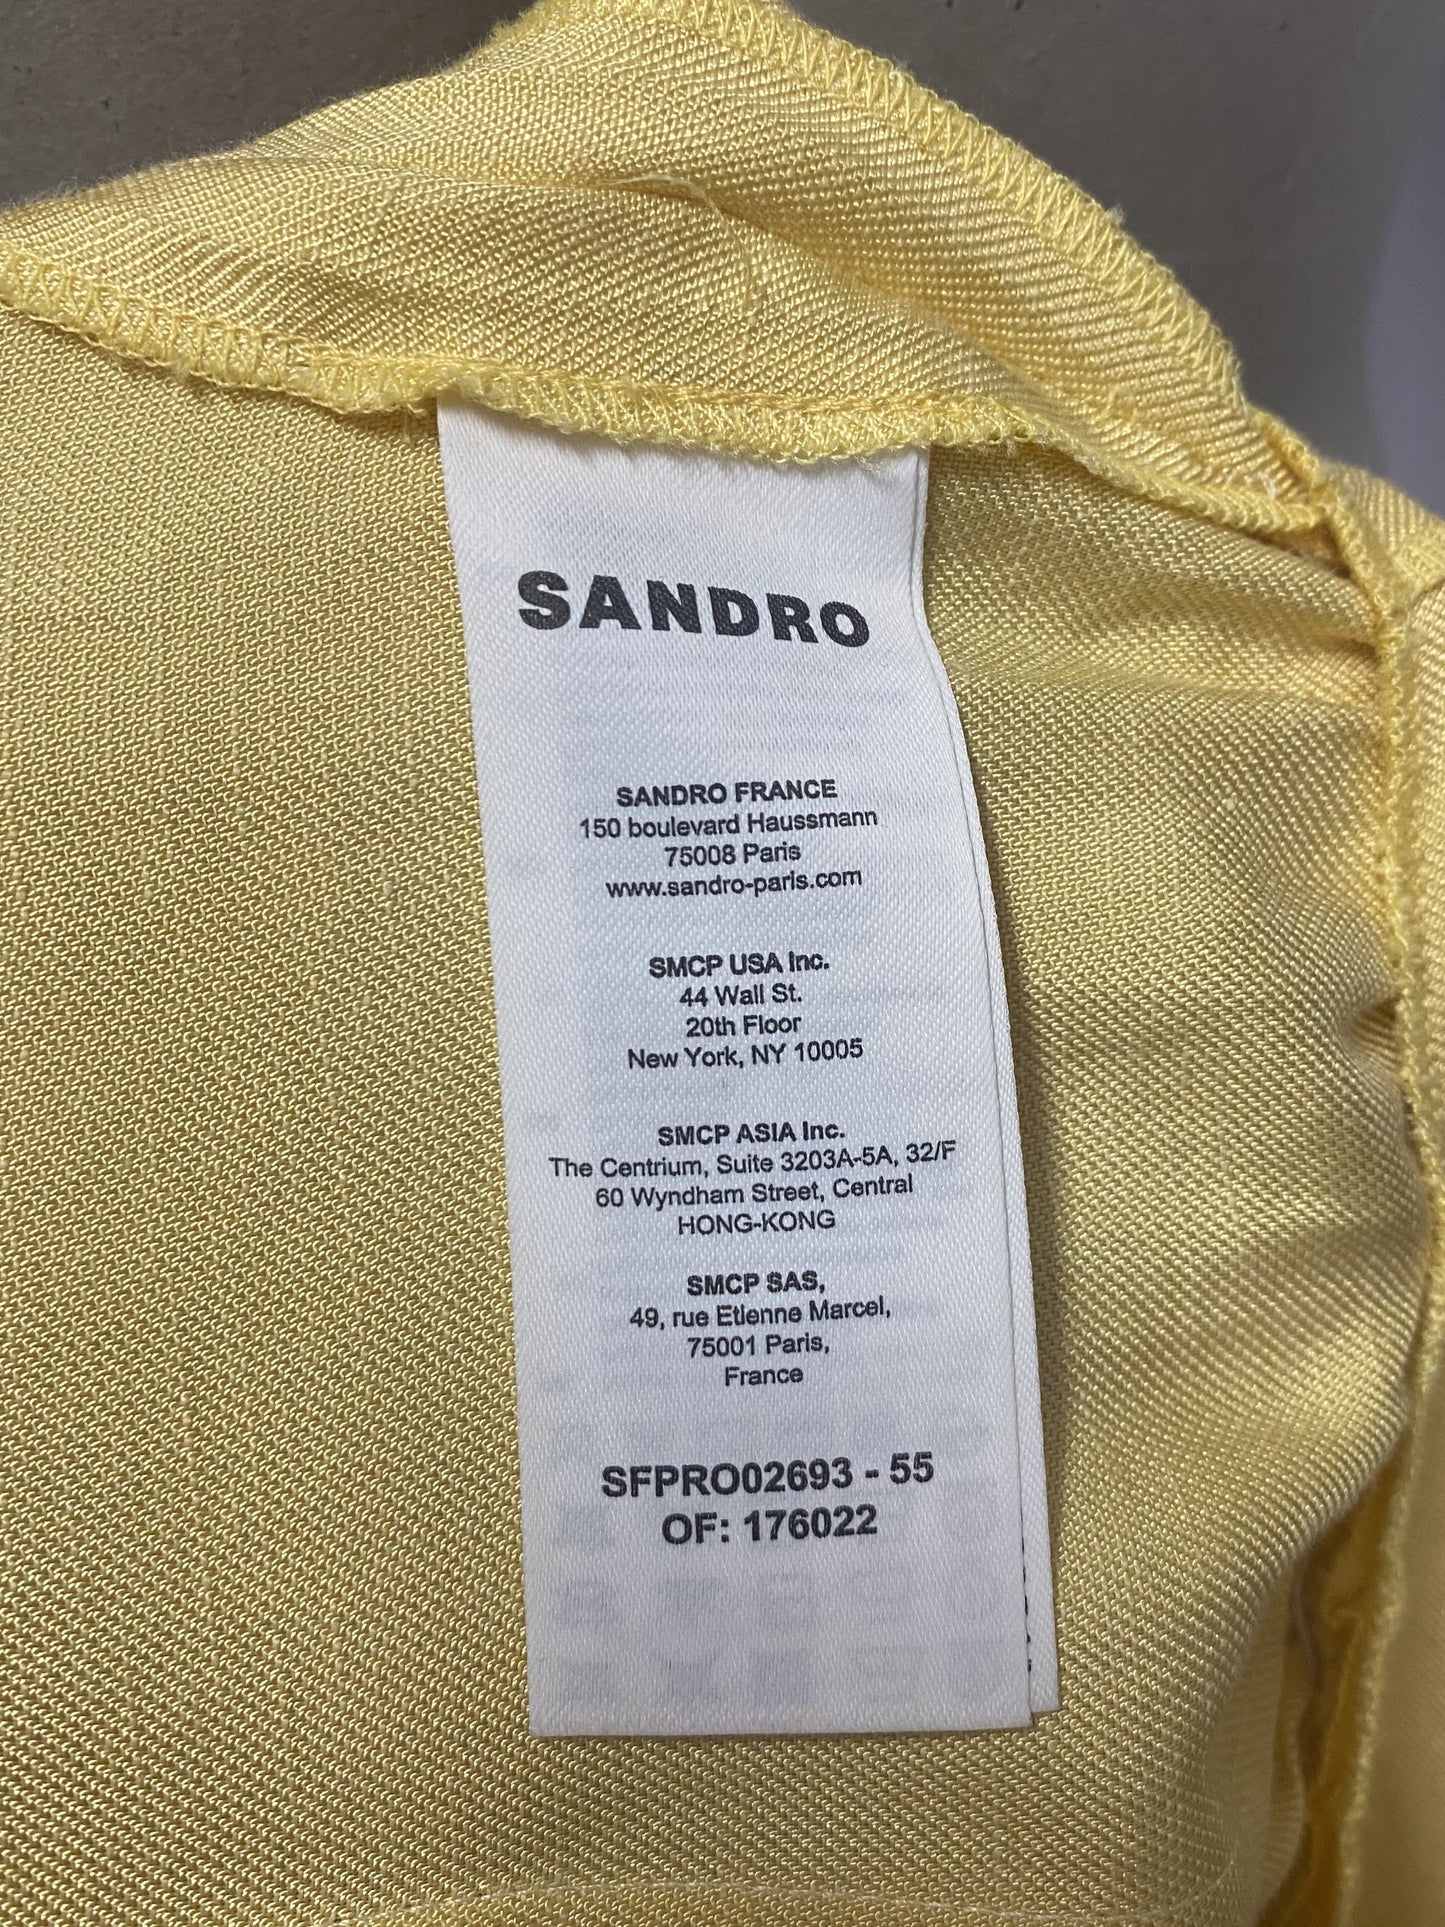 SANDRO
SANDRO FRANCE
150 boulevard Haussmann
75008 Paris
www.sandro-paris.com
SMCP USA Inc.
44 Wall St.
20th Floor
New York, NY 10005
SMCP ASIA Inc.
The Centrium, Suite 3203A-5A, 32/F
60 Wyndham Street, Central
HONG-KONG
SMCP SAS,
49, rue Etienne Marcel,
75001 Paris,
France
SFPRO02693 - 55
OF: 176022